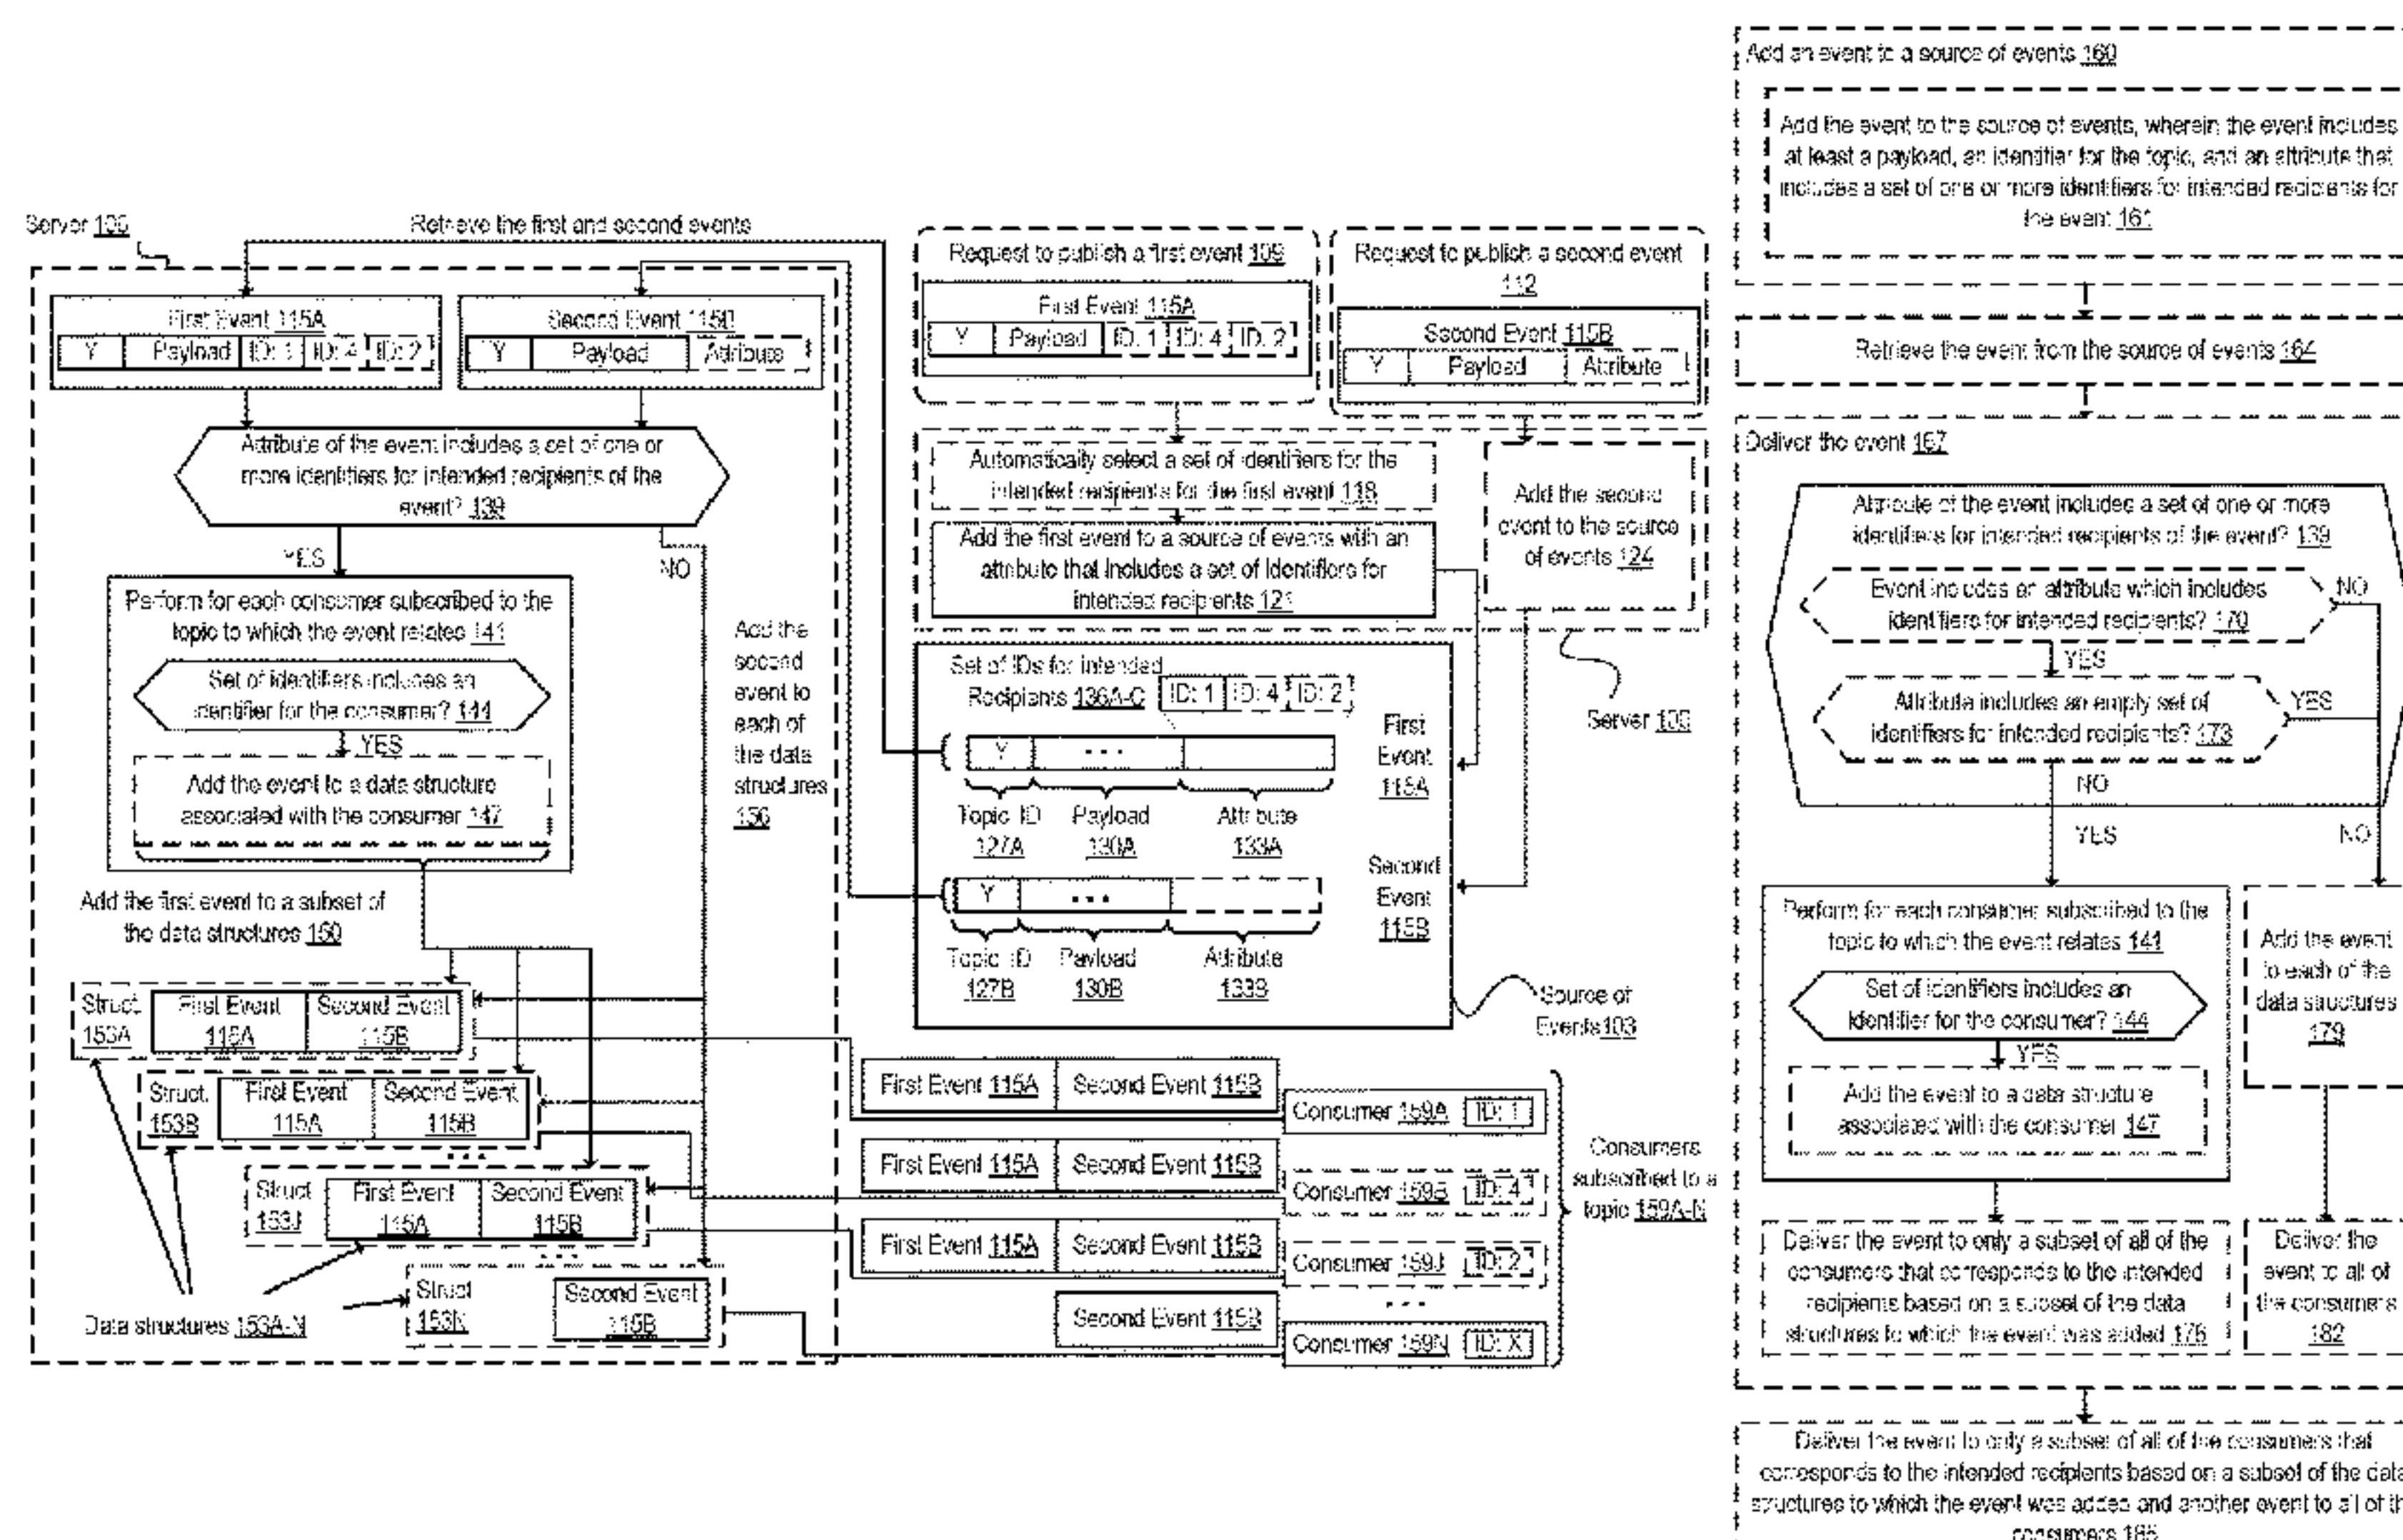 Server
Retrieve the first and second events
First Event 115A
Y Payload ID: 1 ID: 4 ID: 2
Second Event
Y Payload Attribute
Attribute of the event includes a set of one or
more identifiers for intended recipients of the
event? 139
YES
NO
Perform for each consumer subscribed to the
topic to which the event relates 141
Set of identifiers includes an
identifier for the consumer? 144
YES
Add the event to a data structure
associated with the consumer 147
Add the
second
event to
each of
the data
structures
156
Add the first event to a subset of
the data structures 150
Struct.
153A
First Event
115A
Second Event
115B
Struct.
153B
First Event
115A
Second Event
115B
...
Struct
153J
First Event
115A
Second Event
115B
...
Struct
153N
Second Event
115B
Data structures 153A-N
Request to publish a first event 109
First Event 115A
Y Payload ID: 1 ID: 4 ID: 2
Request to publish a second event
112
Second Event 115B
Y Payload Attribute
Automatically select a set of identifiers for the
intended recipients for the first event 118
Add the first event to a source of events with an
attribute that includes a set of identifiers for
intended recipients 121
Add the second
event to the source
of events 124
Server
Set of IDs for intended
Recipients 136A-C ID: 1 ID: 4 ID: 2
Y ...
Topic ID Payload Attribute
127A 130A 133A
First
Event
115A
Y ...
Topic ID Payload Attribute
127B 130B 133B
Second
Event
115B
Source of
Events 103
First Event 115A Second Event 115B
Consumer 159A ID: 1
First Event 115A Second Event 115B
Consumer 159B ID: 4
First Event 115A Second Event 115B
Consumer 159J ID: 2
...
Second Event 115B
Consumer 159N ID: X
Consumers
subscribed to a
topic 159A-N
Add an event to a source of events 160
Add the event to the source of events, wherein the event includes
at least a payload, an identifier for the topic, and an attribute that
includes a set of one or more identifiers for intended recipients for
the event 161
Retrieve the event from the source of events 164
Deliver the event 167
Attribute of the event includes a set of one or more
identifiers for intended recipients of the event? 139
Event includes an attribute which includes
identifiers for intended recipients? 170
NO
YES
Attribute includes an empty set of
identifiers for intended recipients? 173
YES
NO
YES
NO
Perform for each consumer subscribed to the
topic to which the event relates 141
Set of identifiers includes an
identifier for the consumer? 144
YES
Add the event to a data structure
associated with the consumer 147
Add the event
to each of the
data structures
179
Deliver the event to only a subset of all of the
consumers that corresponds to the intended
recipients based on a subset of the data
structures to which the event was added 176
Deliver the
event to all of
the consumers
182
Deliver the event to only a subset of all of the consumers that
corresponds to the intended recipients based on a subset of the data
structures to which the event was added and another event to all of th
consumers 185